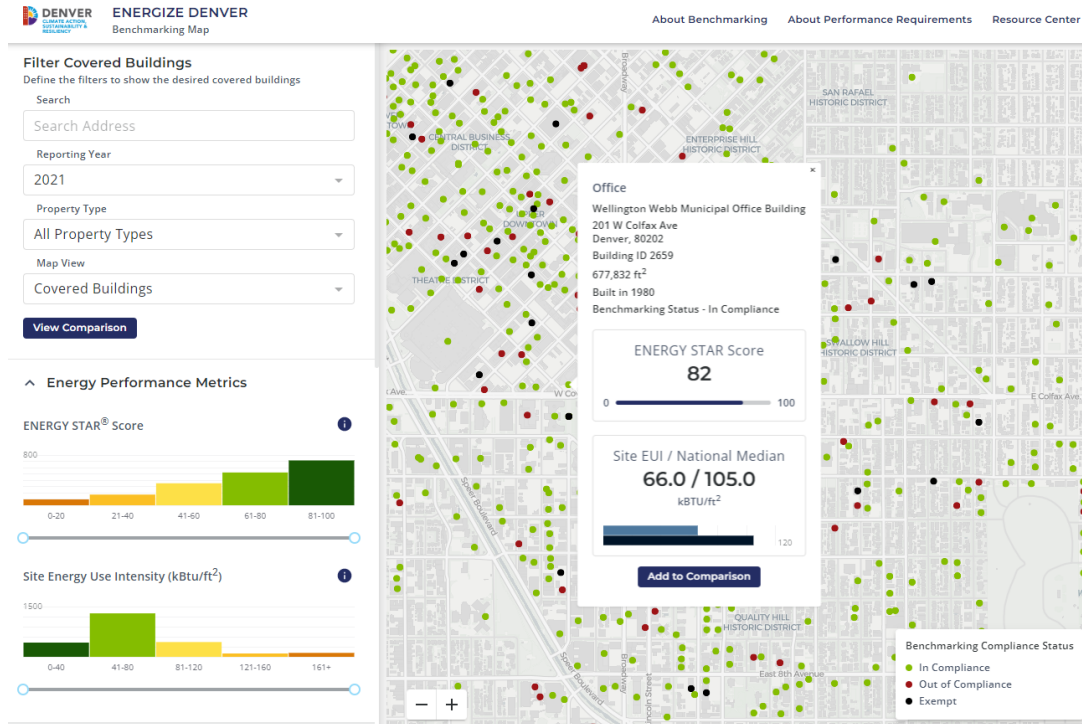 DENVER
CLIMATE ACTION,
SUSTAINABILITY &
RESILIENCY
ENERGIZE DENVER
Benchmarking Map
About Benchmarking
About Performance Requirements
Resource Center
Filter Covered Buildings
Define the filters to show the desired covered buildings
Search
Search Address
Reporting Year
2021
Property Type
All Property Types
Map View
Covered Buildings
View Comparison
Energy Performance Metrics
ENERGY STAR® Score
i
800
0-20
21-40
41-60
61-80
81-100
Site Energy Use Intensity (kBtu/ft2)
i
1500
0-40
41-80
81-120
121-160
161+
Broadway
SAN RAFAEL
HISTORIC DISTRICT
CENTRAL BUSINESS
DISTRICT
ENTERPRISE HILL
HISTORIC DISTRICT
UPPER
DOWNTOWN
THEATRE DISTRICT
SWALLOW HILL
HISTORIC DISTRICT
Ave.
W Co
E Colfax Ave.
Speer Boulevard
Speer Boulevard
Broadway
Lincoln Street
QUALITY HILL
HISTORIC DISTRICT
East 8th Avenue
×
Office
Wellington Webb Municipal Office Building
201 W Colfax Ave
Denver, 80202
Building ID 2659
677,832 ft2
Built in 1980
Benchmarking Status - In Compliance
ENERGY STAR Score
82
0
100
Site EUI / National Median
66.0 / 105.0
kBTU/ft2
120
Add to Comparison
− +
Benchmarking Compliance Status
In Compliance
Out of Compliance
Exempt